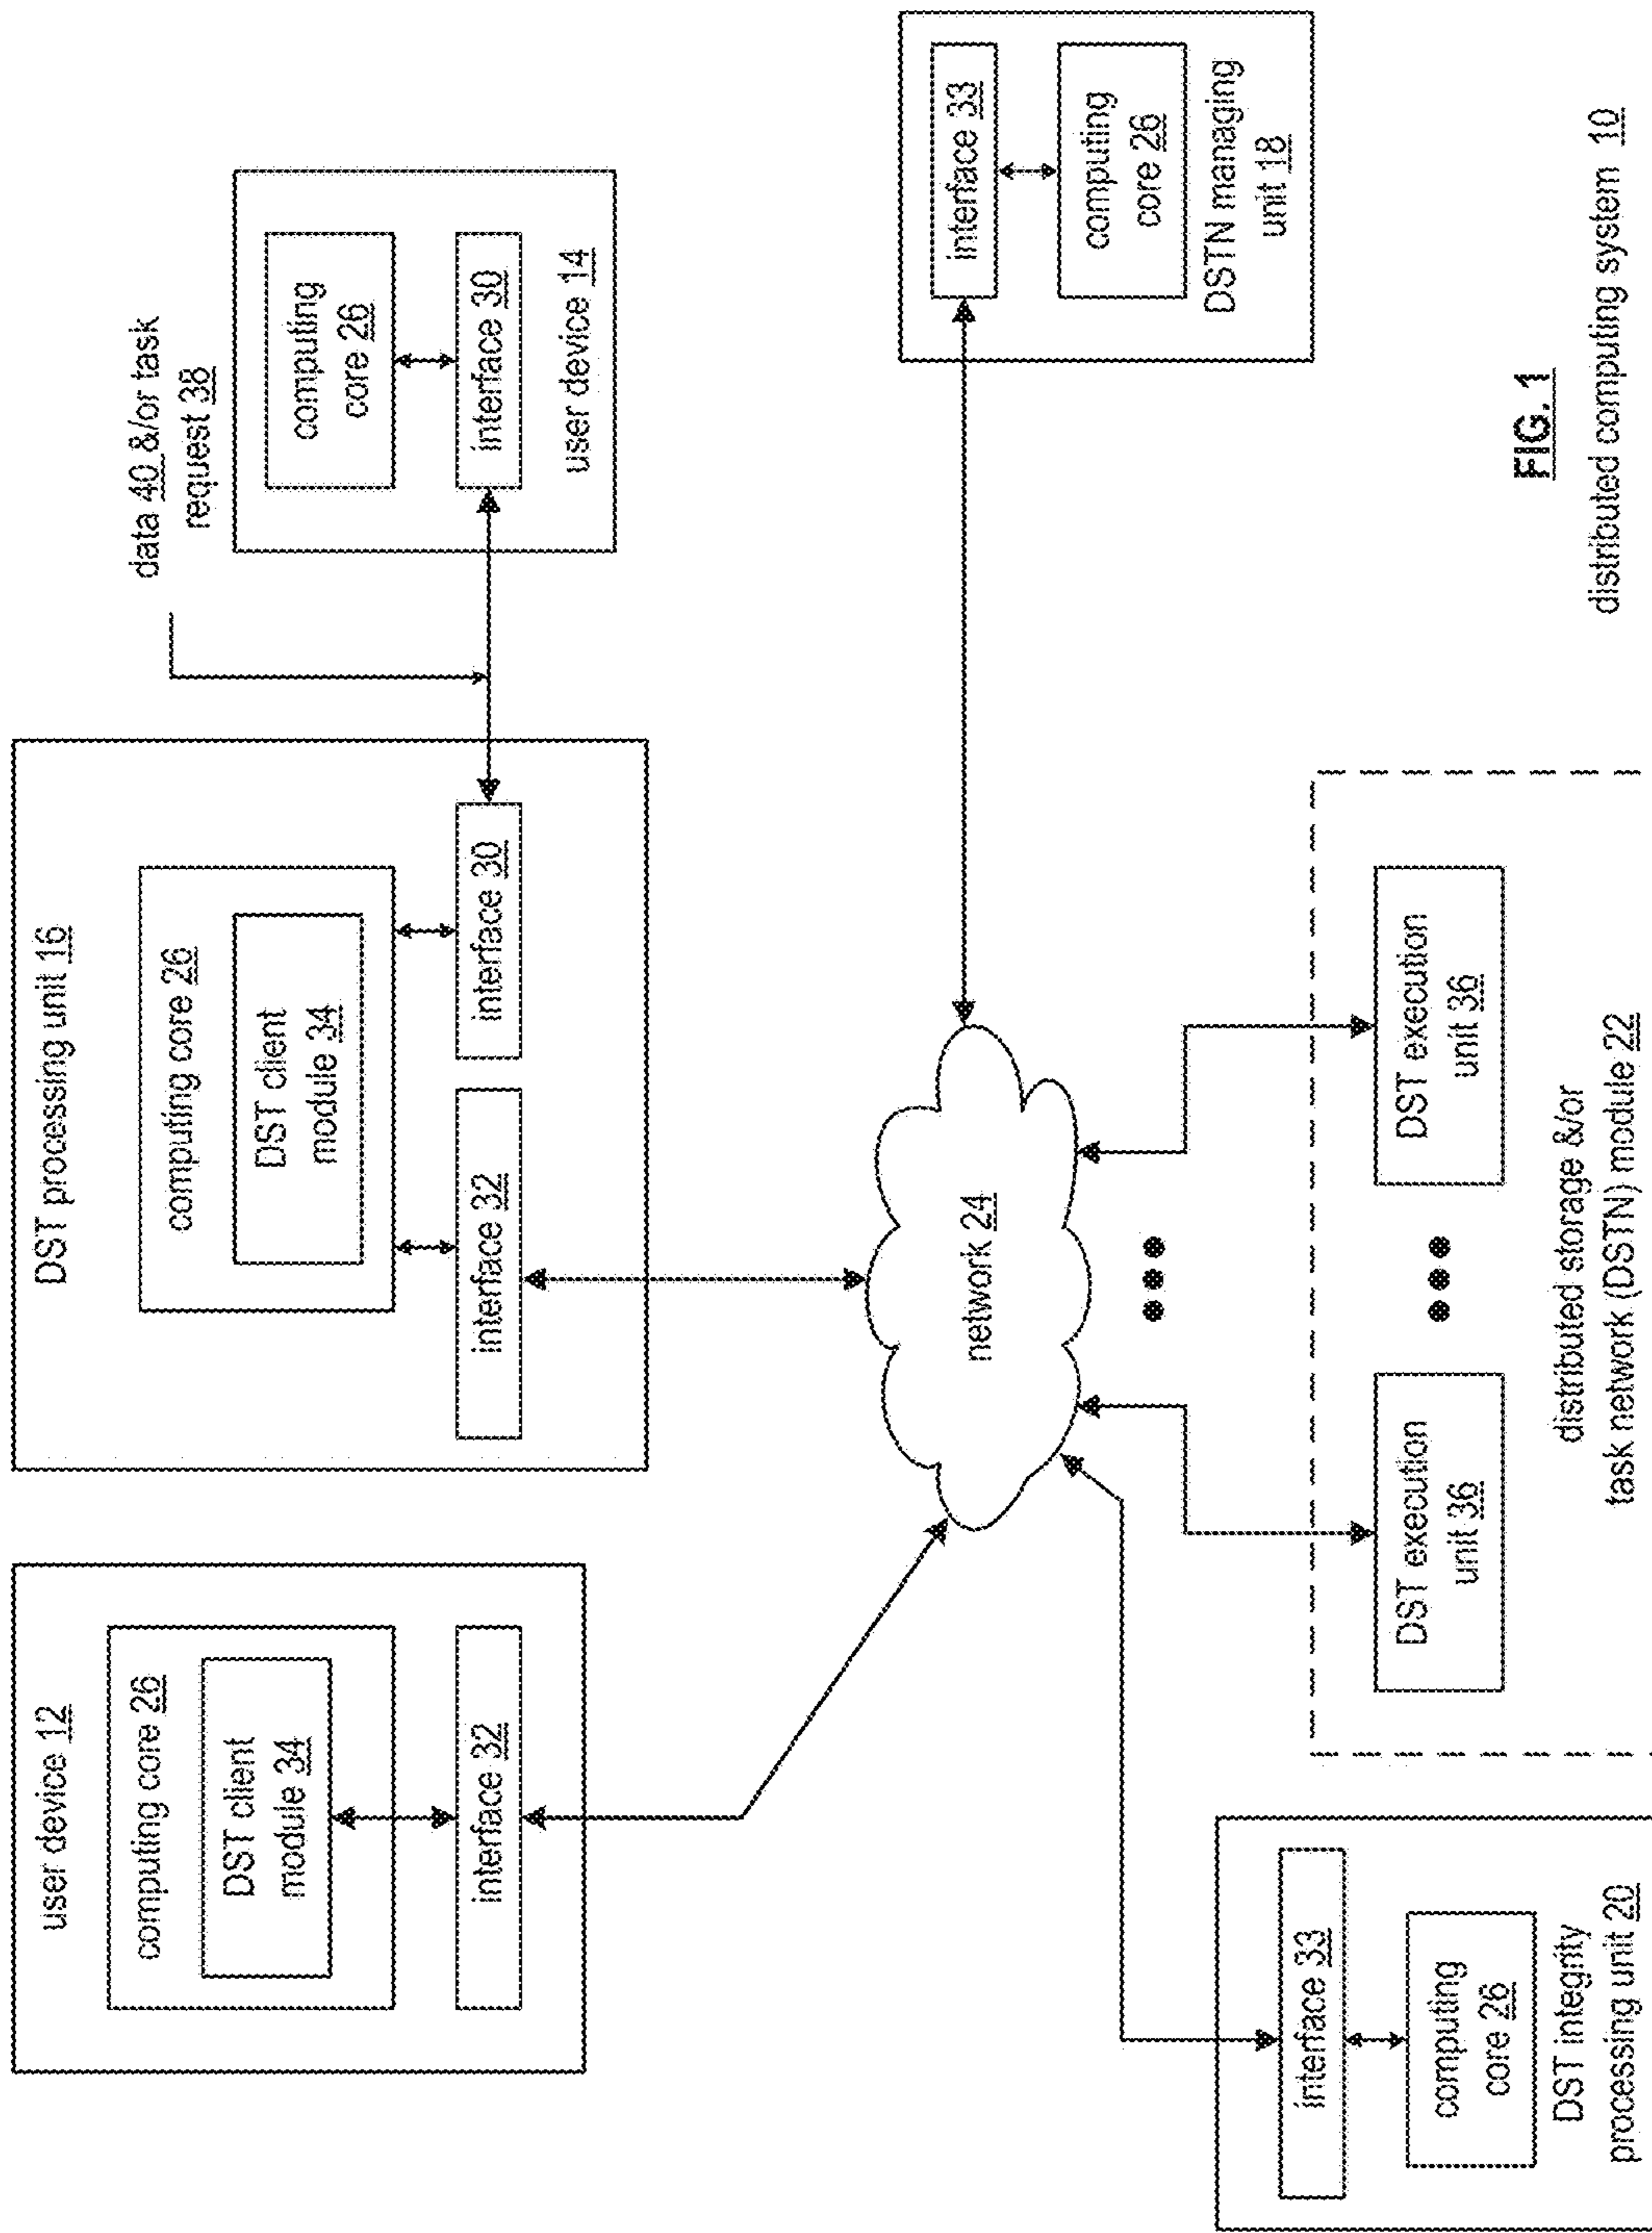 user device 12
computing core 26
DST client
module 34
interface 32
DST processing unit 16
computing core 26
DST client
module 34
interface 32
interface 30
data 40 &/or task
request 38
computing
core 26
interface 30
user device 14
network 24
interface 33
computing
core 26
DSTN managing
unit 18
interface 33
computing
core 26
DST integrity
processing unit 20
DST execution
unit 36
DST execution
unit 36
distributed storage &/or
task network (DSTN) module 22
FIG. 1
distributed computing system 10